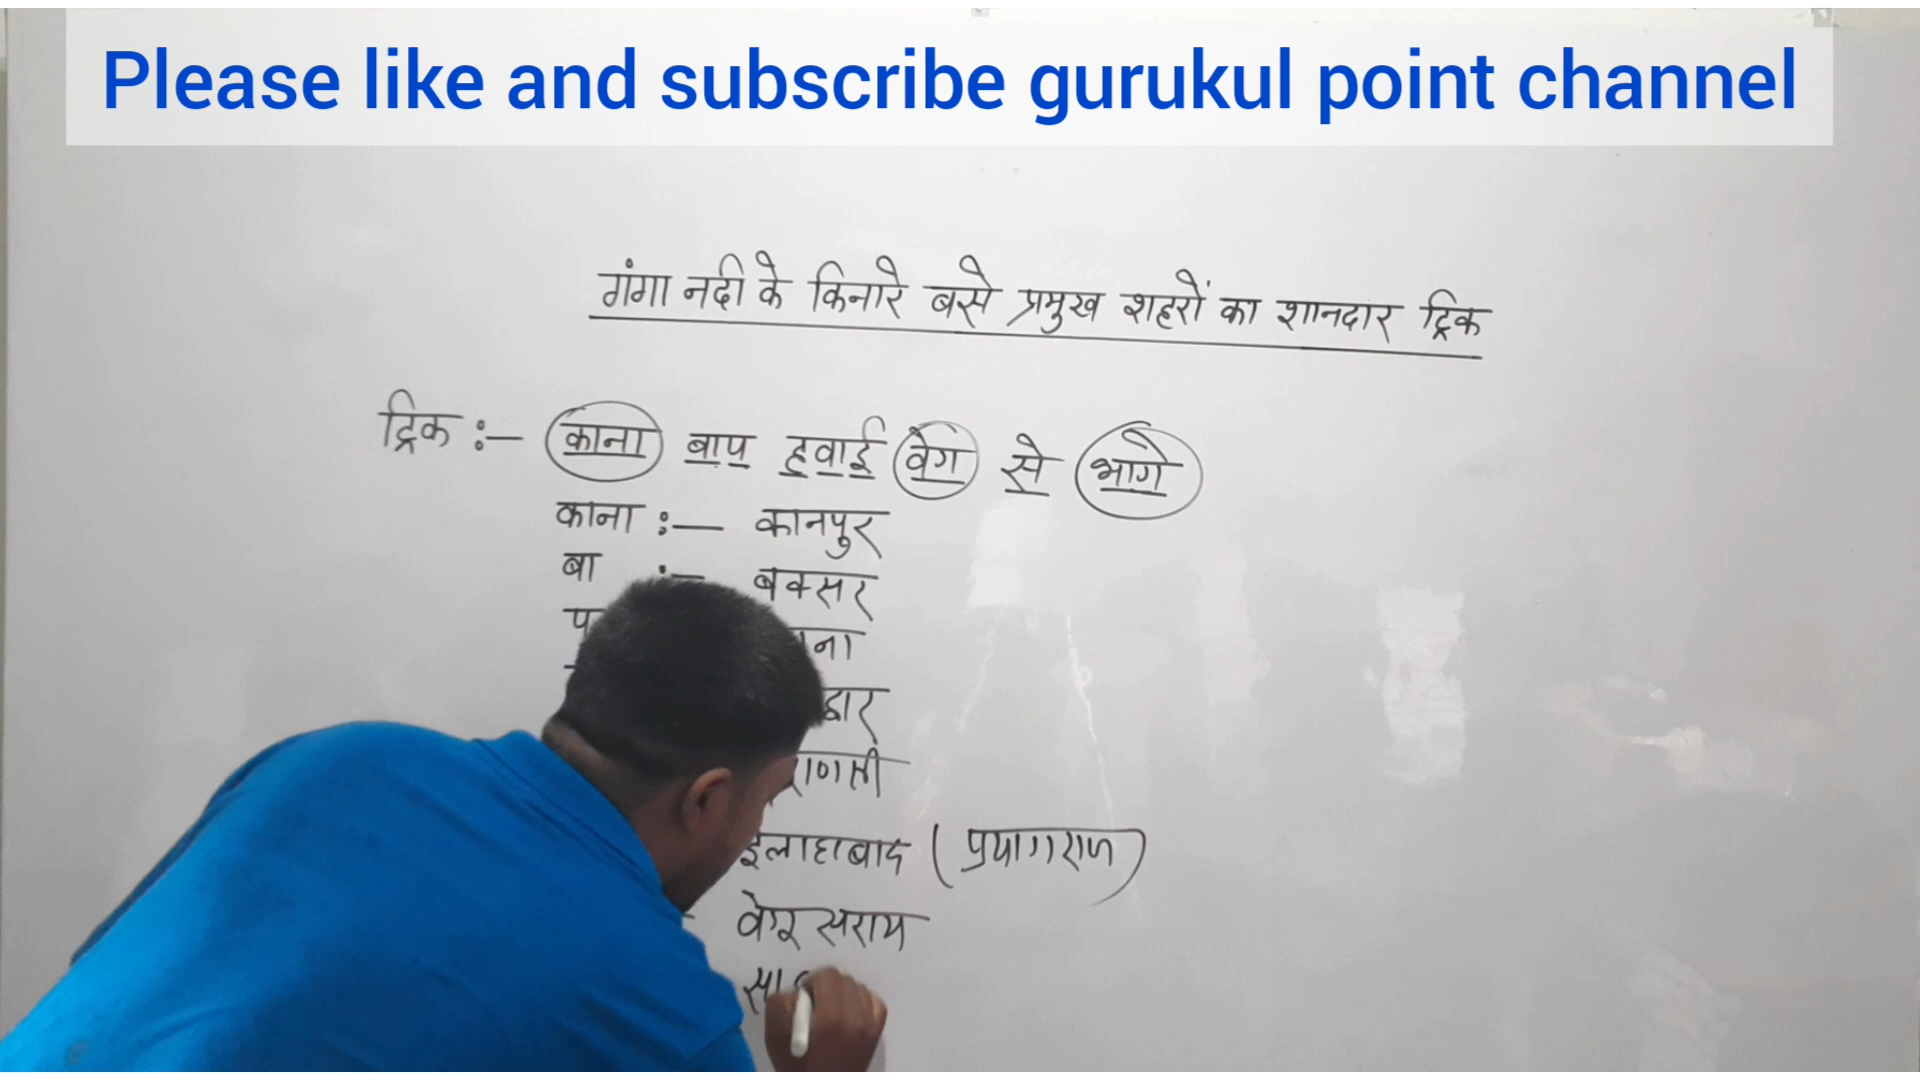 Please like and subscribe gurukul point channel
गंगा नदी के किनारे बसे प्रमुख शहरों का शानदार ट्रिक
ट्रिक :- काना बाप हवाई वेग से भागे
काना :- कानपुर
बा :- बक्सर
प ना
द्वार
राणसी
इलाहाबाद (प्रयागराज)
वेगूसराय
सा